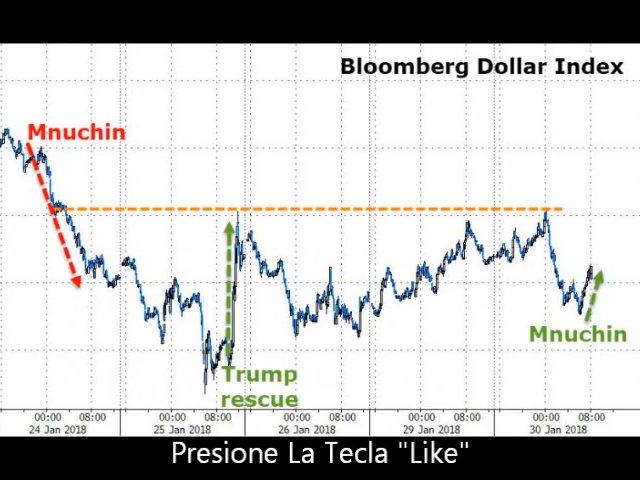 Bloomberg Dollar Index
Mnuchin
Mnuchin
Trump
rescue
00:00 08:00 00:00 08:00 00:00 08:00 00:00 08:00 00:00 08:00
24 Jan 2018 25 Jan 2018 26 Jan 2018 29 Jan 2018 30 Jan 2018
Presione La Tecla "Like"